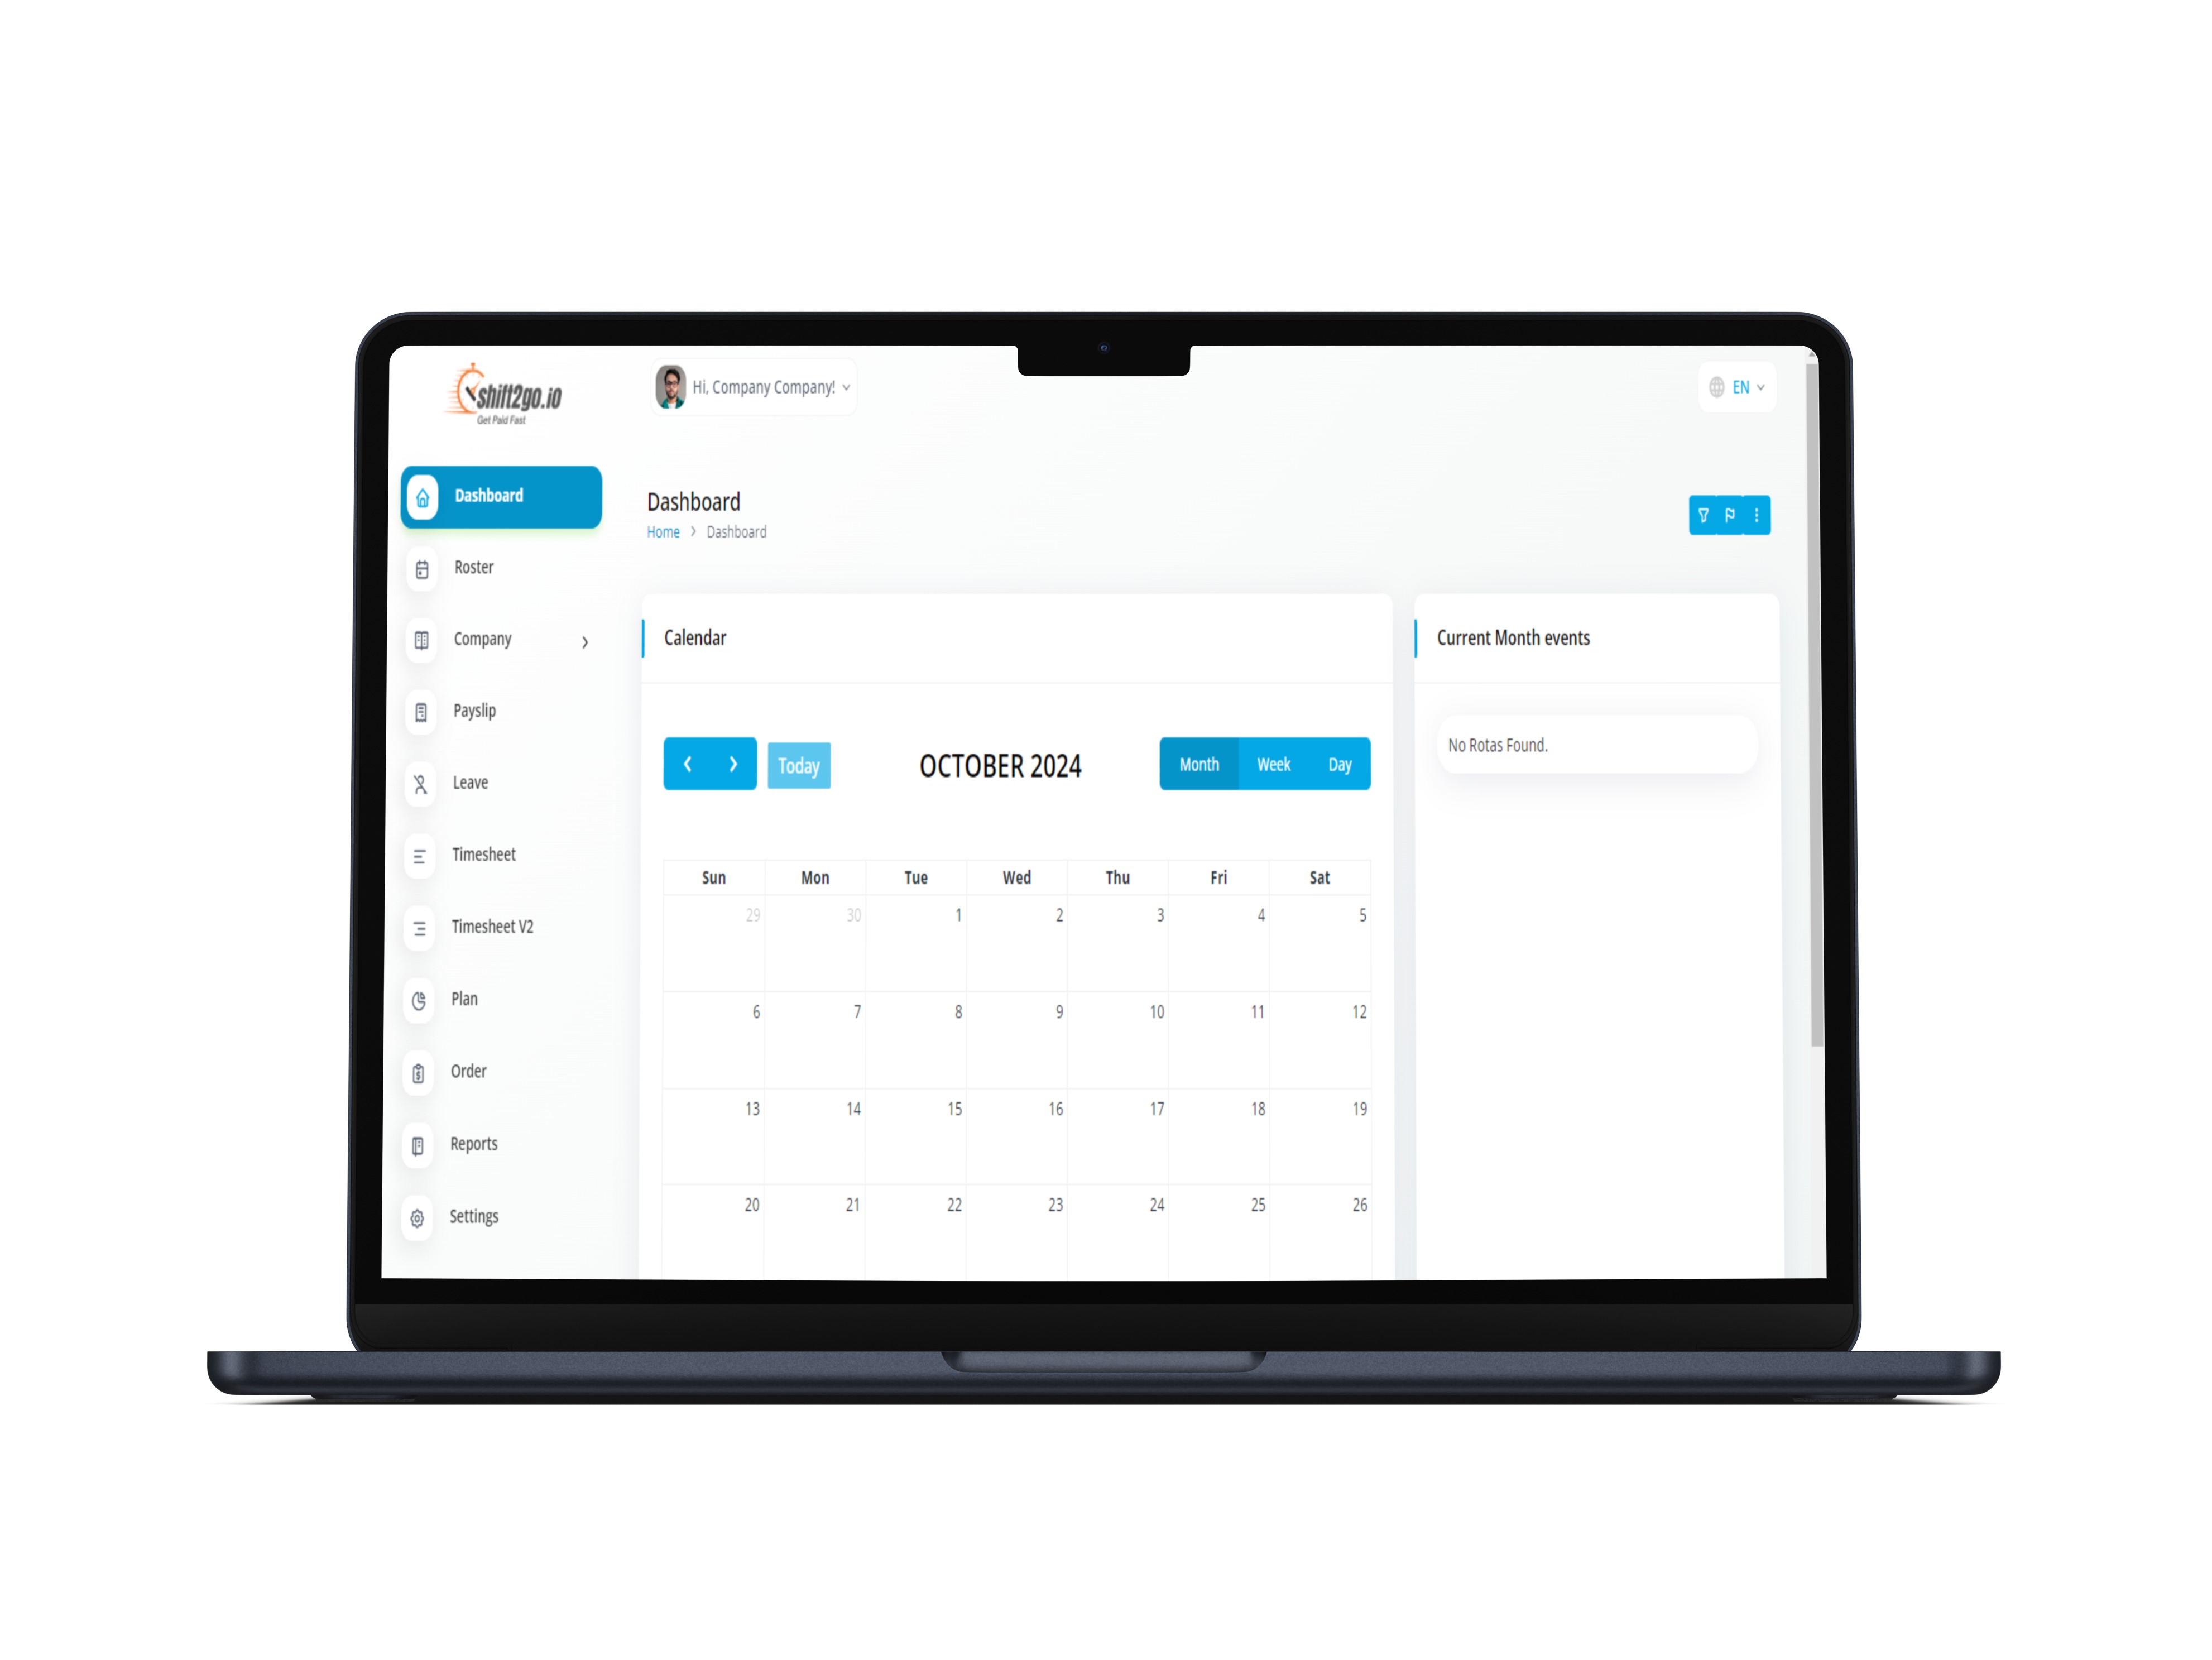 shift2go.io
Get Paid Fast
Hi, Company Company!
EN
Dashboard
Roster
Company
Payslip
Leave
Timesheet
Timesheet V2
Plan
Order
Reports
Settings
Dashboard
Home > Dashboard
Calendar
Today
OCTOBER 2024
Month Week Day
Sun Mon Tue Wed Thu Fri Sat
29 30 1 2 3 4 5
6 7 8 9 10 11 12
13 14 15 16 17 18 19
20 21 22 23 24 25 26
Current Month events
No Rotas Found.